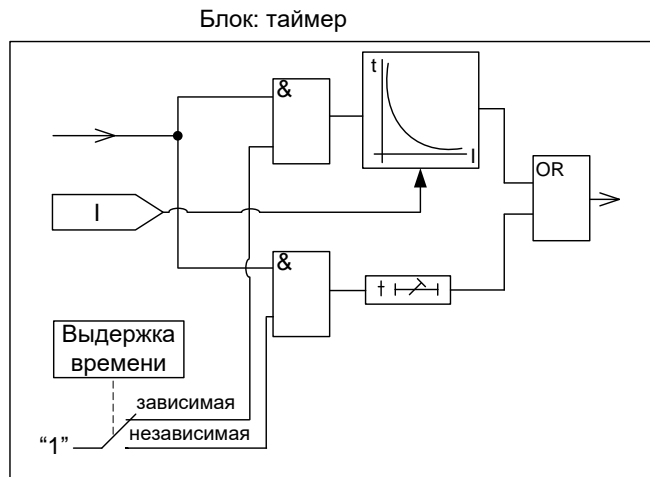 Блок: таймер
&
t
I
I
OR
&
t
Выдержка
времени
зависимая
независимая
“1”